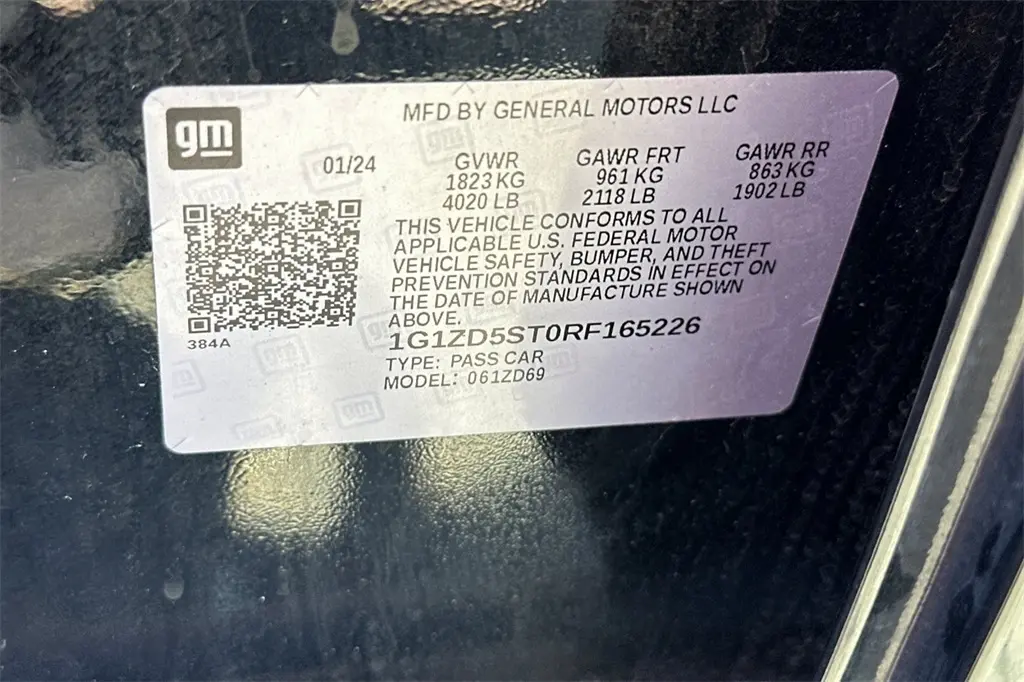 gm
MFD BY GENERAL MOTORS LLC
01/24
GVWR
1823 KG
4020 LB
GAWR FRT
961 KG
2118 LB
GAWR RR
863 KG
1902 LB
THIS VEHICLE CONFORMS TO ALL
APPLICABLE U.S. FEDERAL MOTOR
VEHICLE SAFETY, BUMPER, AND THEFT
PREVENTION STANDARDS IN EFFECT ON
THE DATE OF MANUFACTURE SHOWN
ABOVE.
384A
1G1ZD5ST0RF165226
TYPE: PASS CAR
MODEL: 061ZD69